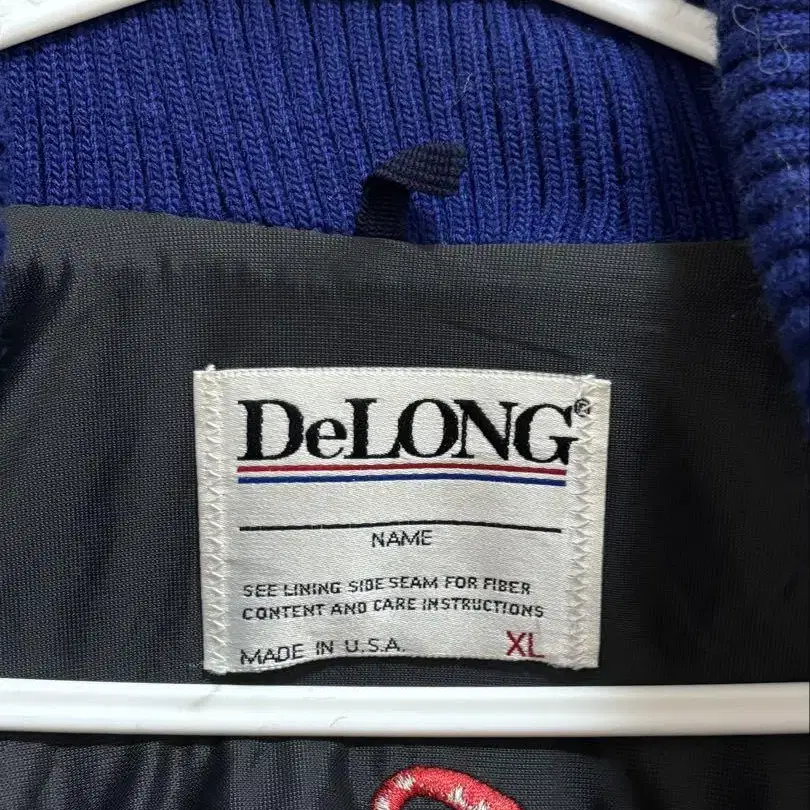 DeLONG®
NAME
SEE LINING SIDE SEAM FOR FIBER
CONTENT AND CARE INSTRUCTIONS
MADE IN U.S.A. XL